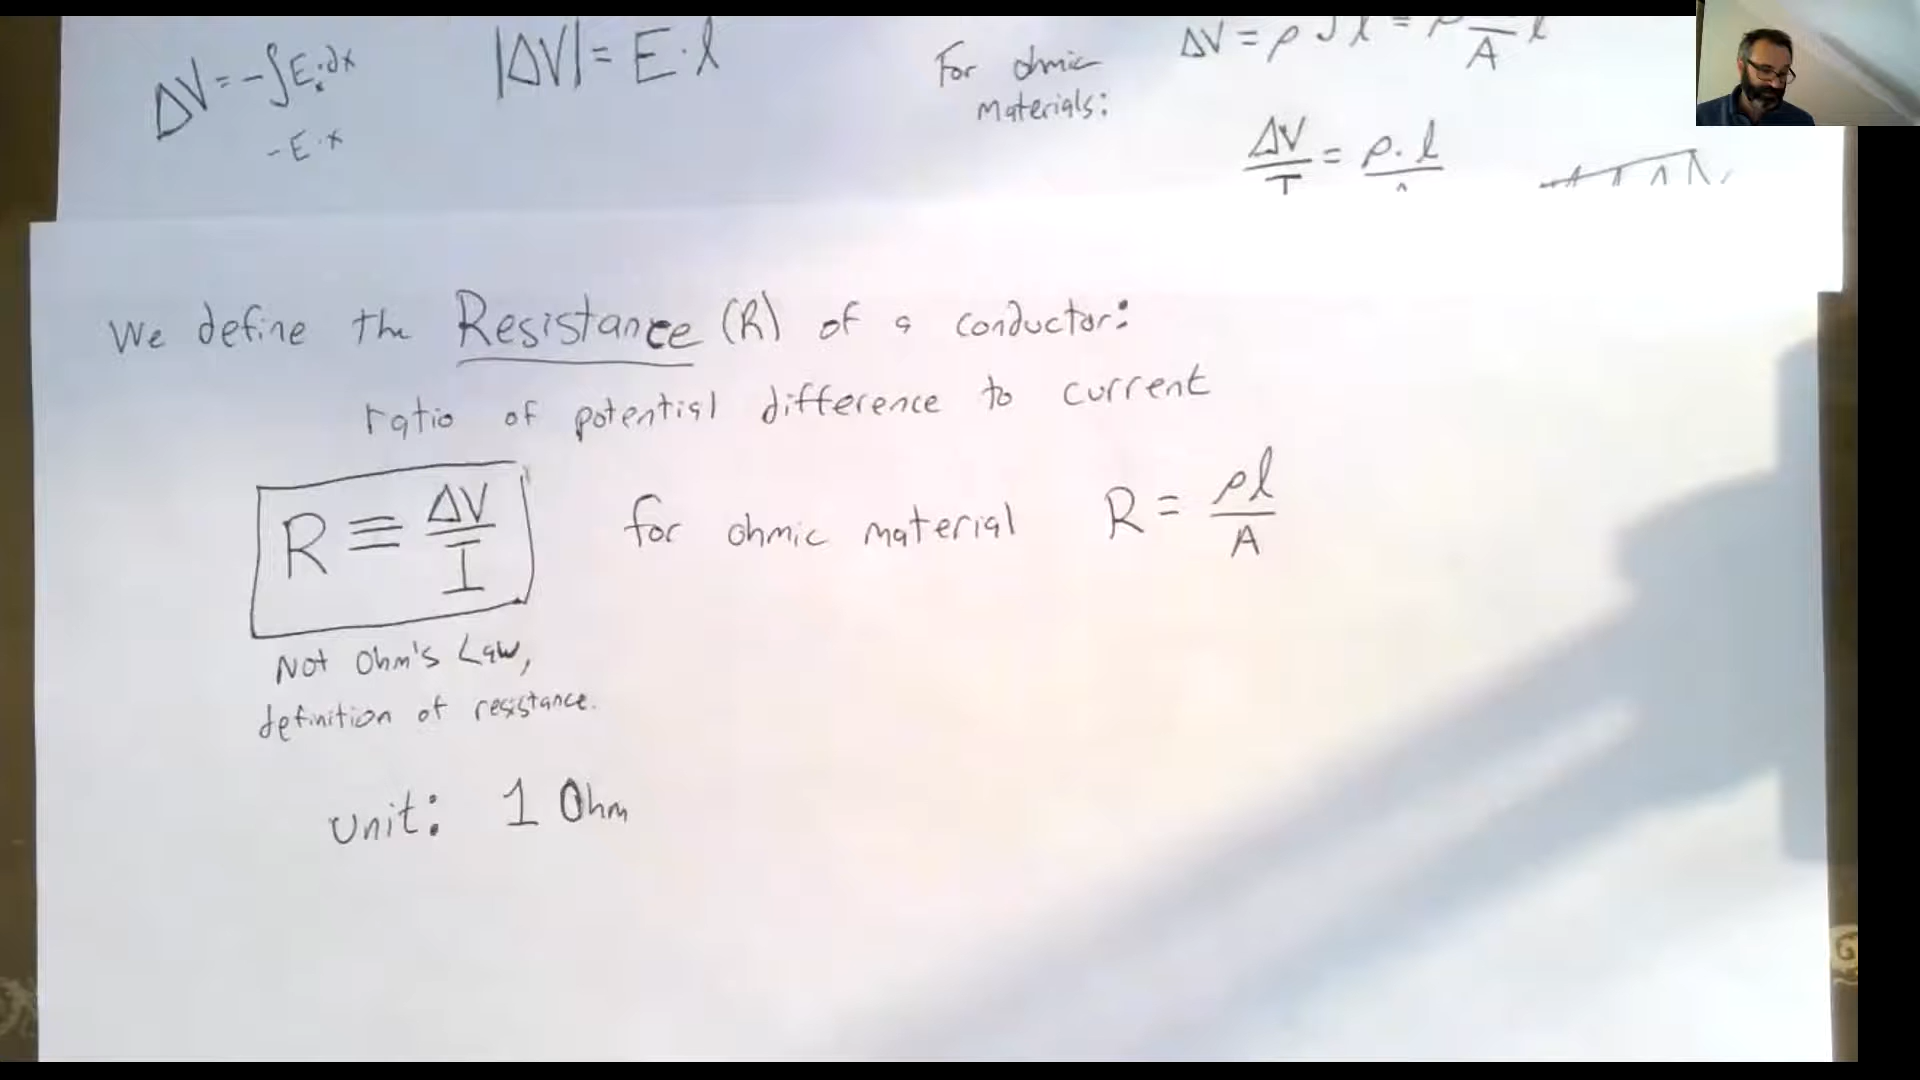 ΔV = -∫E·dx
-E·x
|ΔV| = E·l
For ohmic
materials:
ΔV = ρJl = 
A
ΔV = ρ·l
We define the Resistance (R) of a conductor:
ratio of potential difference to current
R ≡ ΔV/I
for ohmic material R = ρl/A
Not Ohm's Law,
definition of resistance.
unit: 1 Ohm